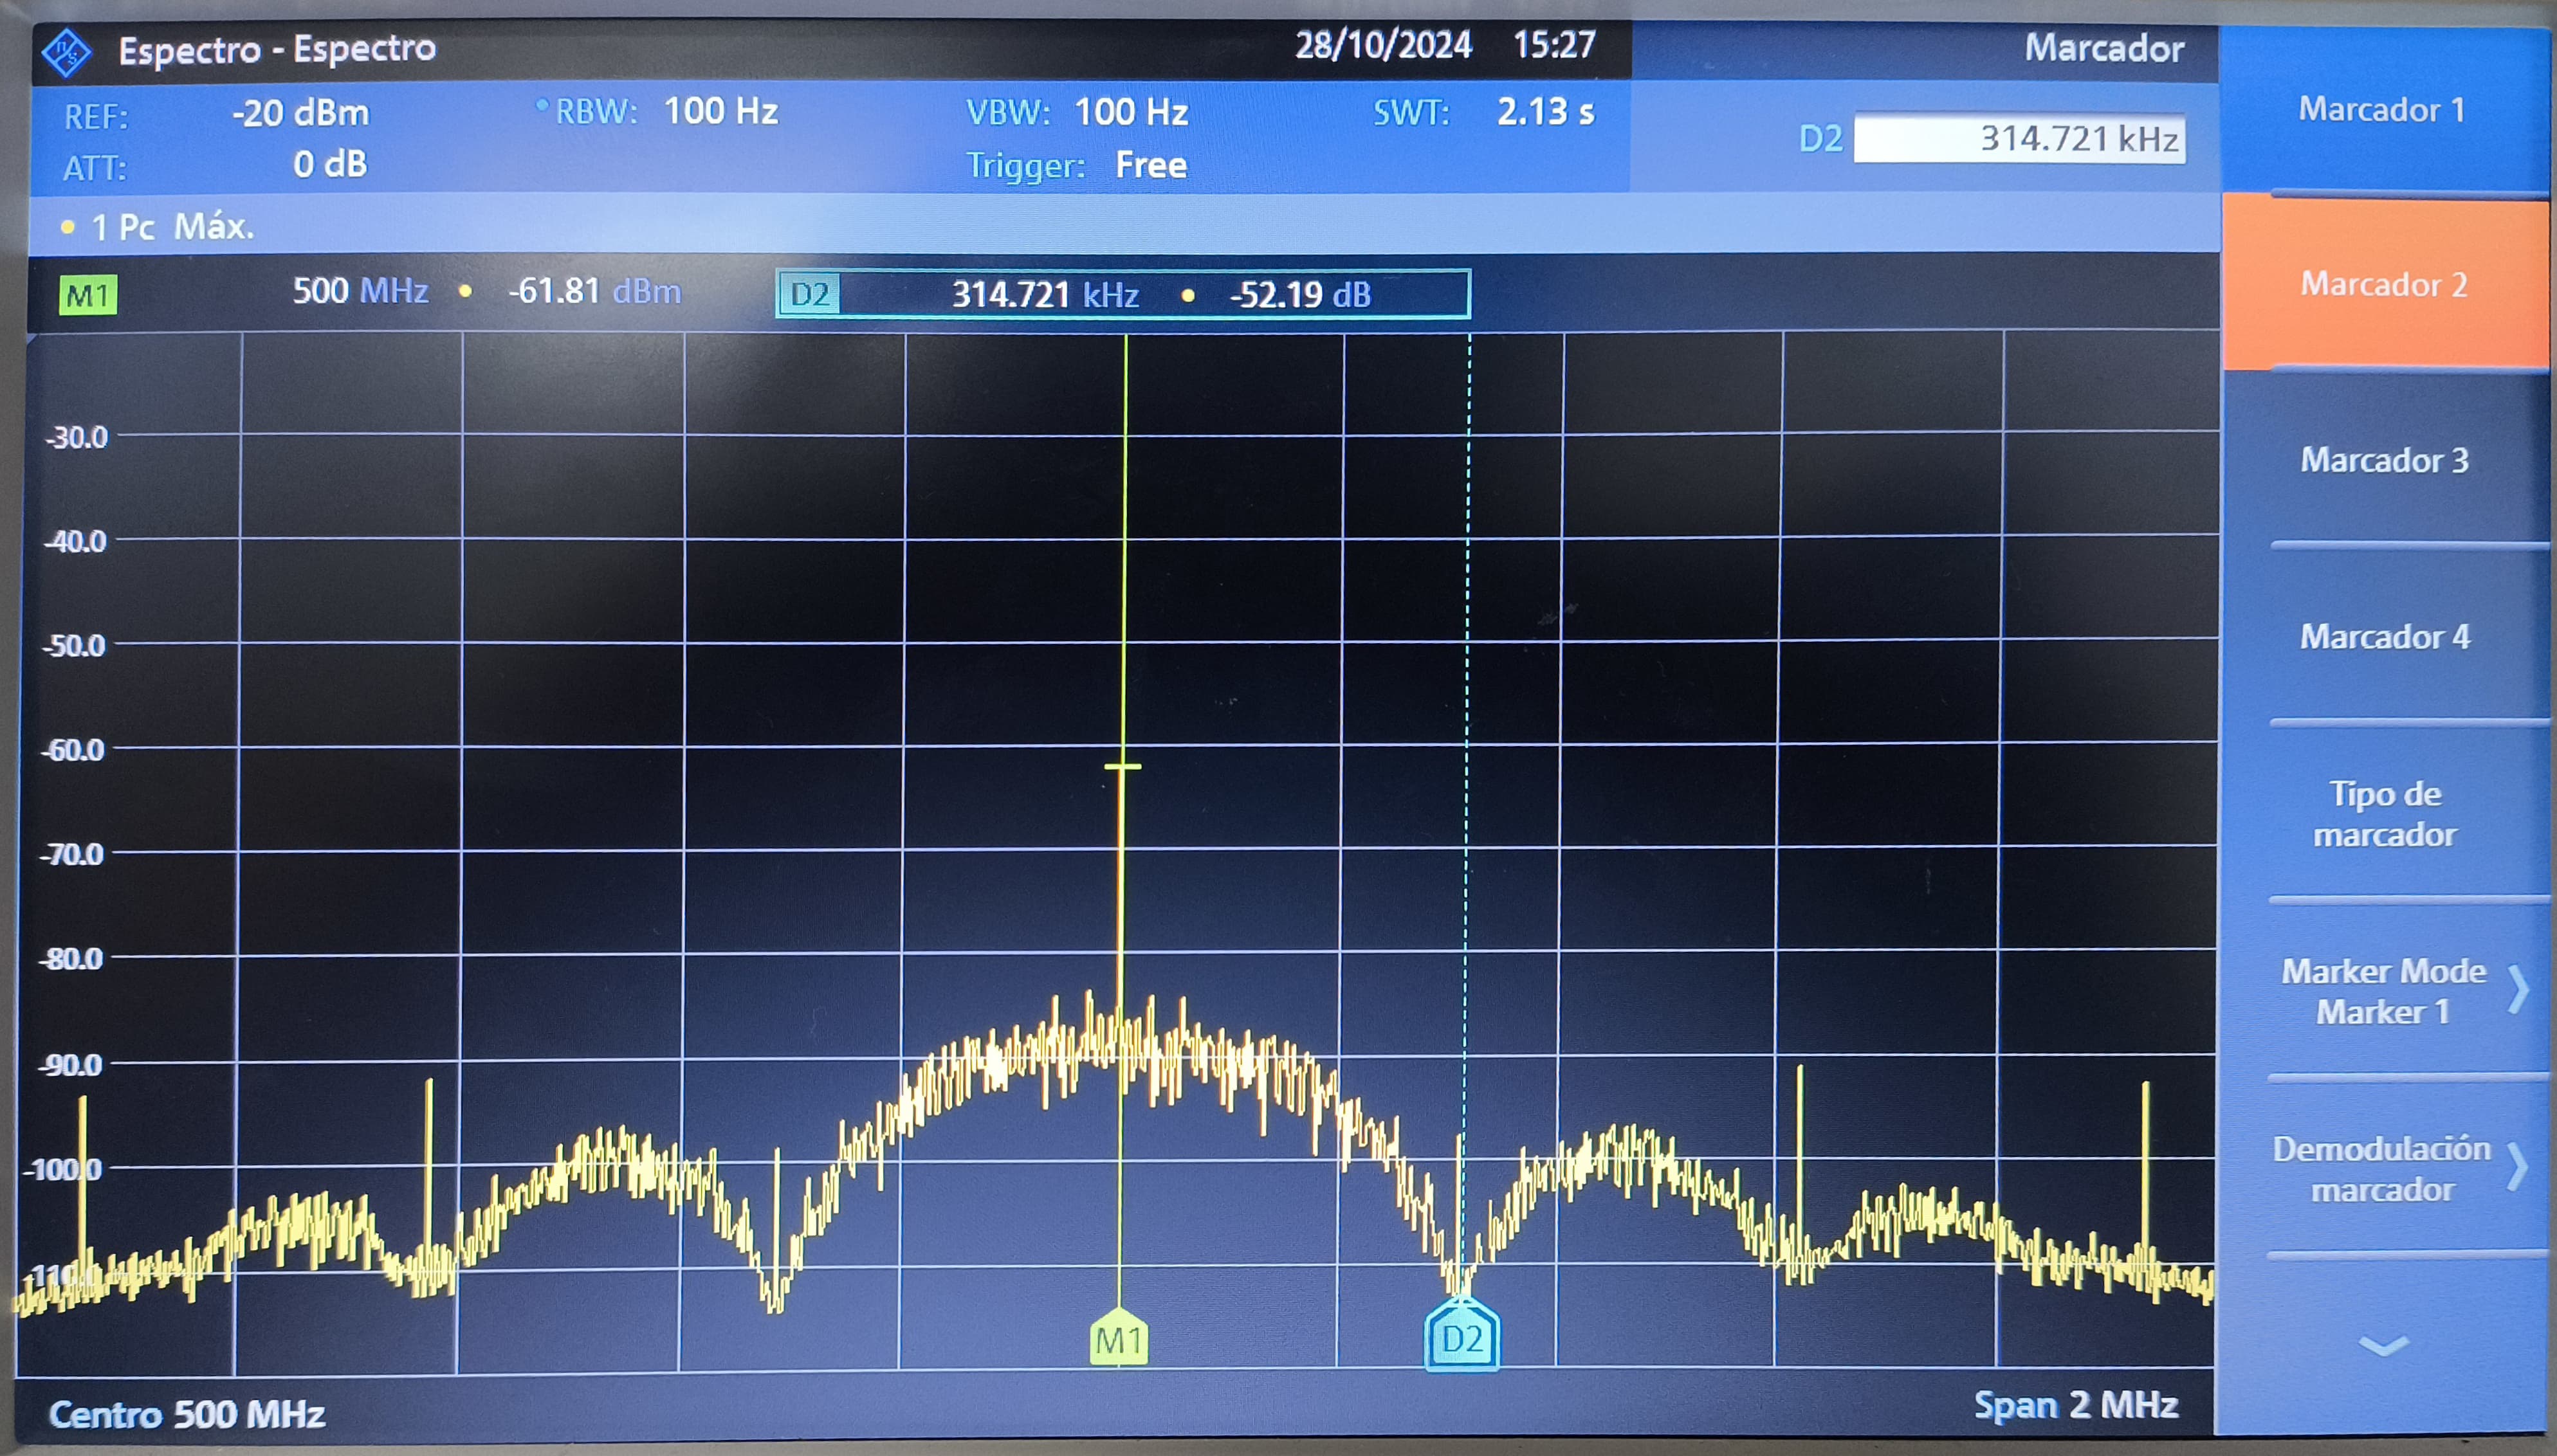 Espectro - Espectro 28/10/2024 15:27 Marcador
REF: -20 dBm RBW: 100 Hz VBW: 100 Hz SWT: 2.13 s
ATT: 0 dB Trigger: Free
D2 314.721 kHz
1 Pc Máx.
M1 500 MHz -61.81 dBm D2 314.721 kHz -52.19 dB
-30.0
-40.0
-50.0
-60.0
-70.0
-80.0
-90.0
-100.0
-110.0
M1 D2
Centro 500 MHz Span 2 MHz
Marcador 1
Marcador 2
Marcador 3
Marcador 4
Tipo de
marcador
Marker Mode
Marker 1
Demodulación
marcador